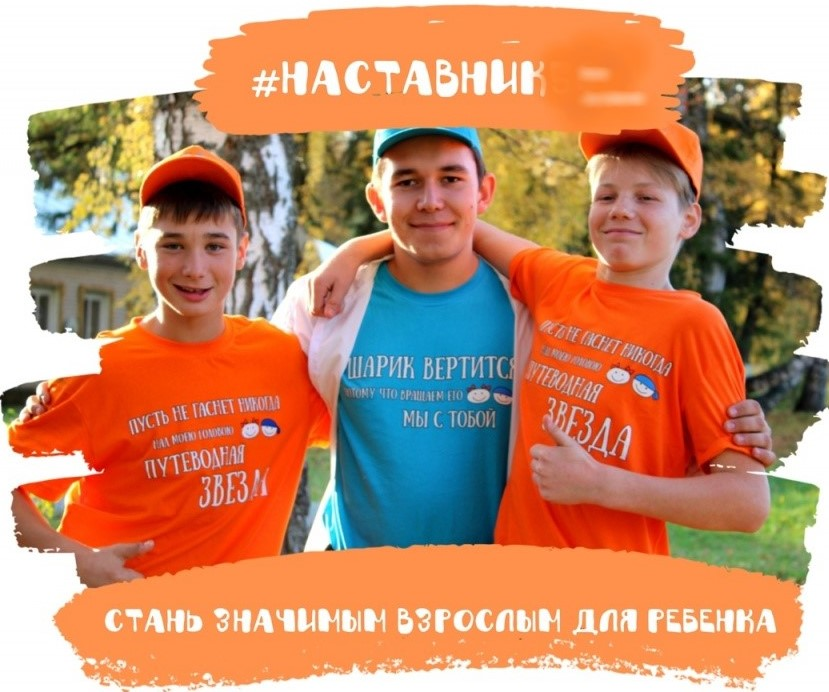 #НАСТАВНИК
ПУСТЬ НЕ ГАСНЕТ НИКОГДА
НАД МОЕЮ ГОЛОВОЮ
ПУТЕВОДНАЯ
ЗВЕЗДА
ШАРИК ВЕРТИТСЯ
ПОТОМУ ЧТО ВРАЩАЕМ ЕГО
МЫ С ТОБОЙ
ПУСТЬ НЕ ГАСНЕТ НИКОГДА
НАД МОЕЮ ГОЛОВОЮ
ПУТЕВОДНАЯ
ЗВЕЗДА
СТАНЬ ЗНАЧИМЫМ ВЗРОСЛЫМ ДЛЯ РЕБЕНКА